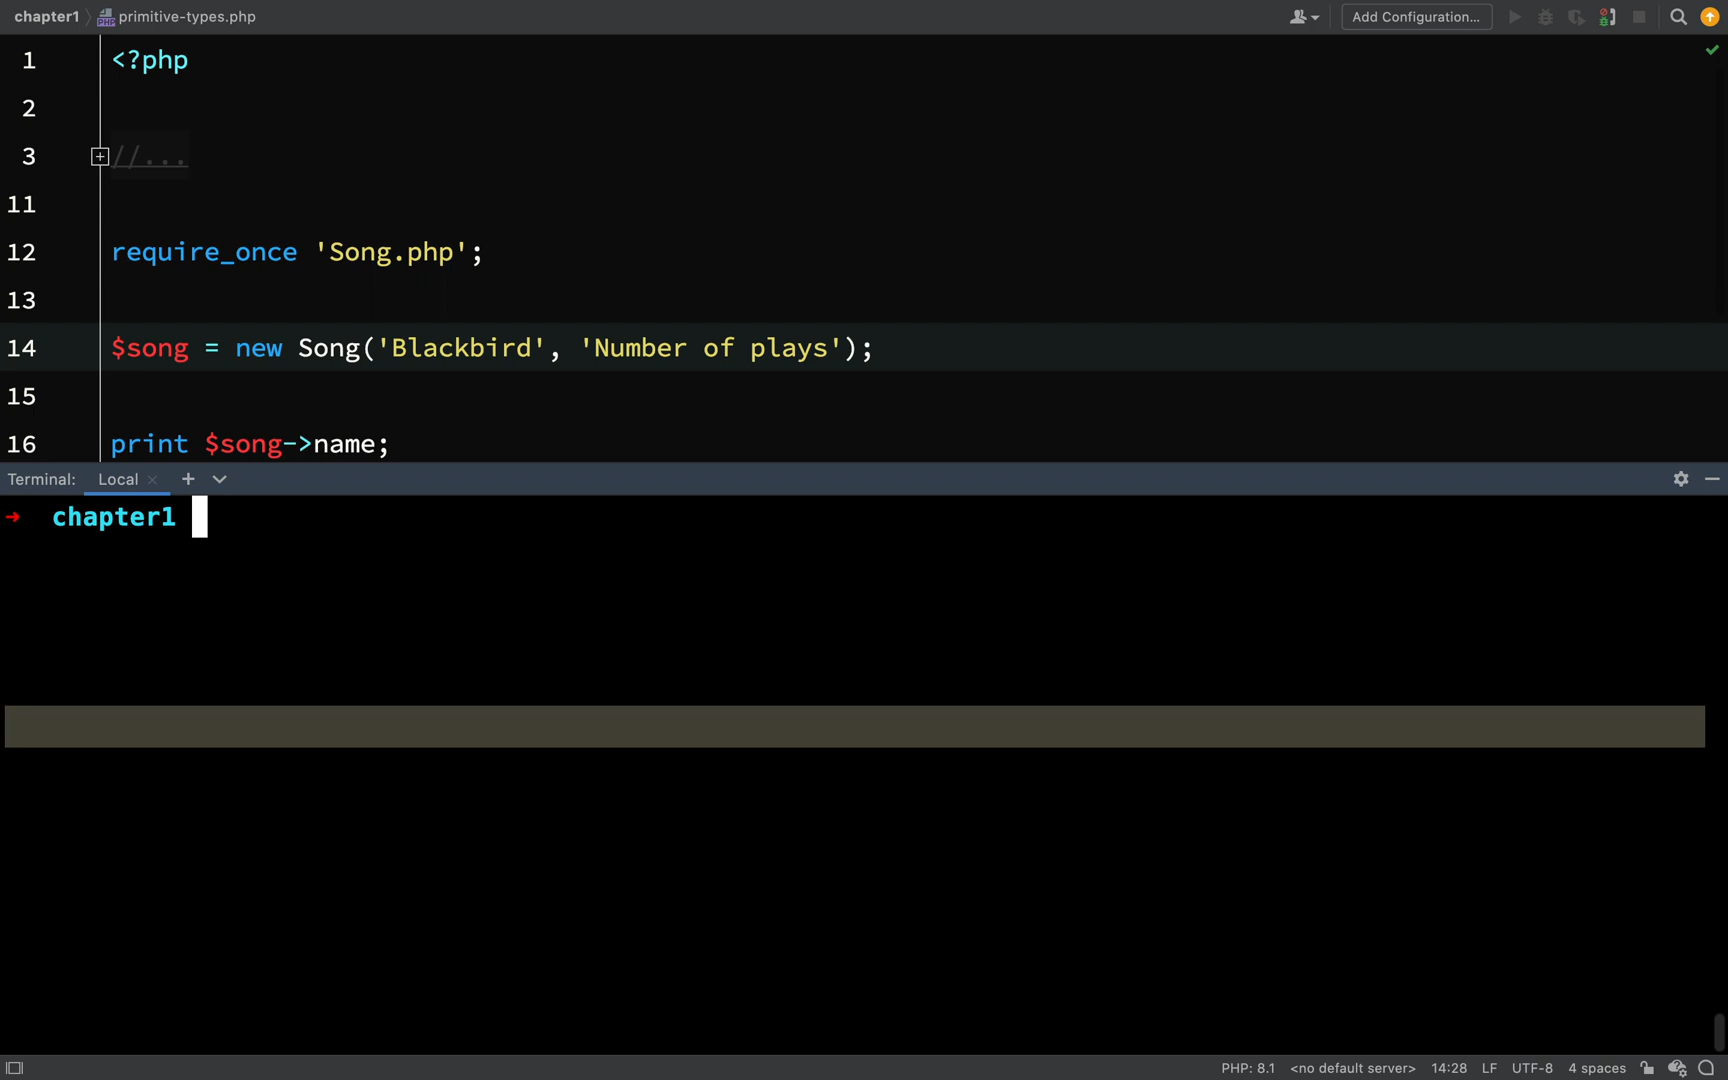 chapter1 primitive-types.php Add Configuration...
1 <?php
2
3 //...
11
12 require_once 'Song.php';
13
14 $song = new Song('Blackbird', 'Number of plays');
15
16 print $song->name;
Terminal: Local
→ chapter1
PHP: 8.1 <no default server> 14:28 LF UTF-8 4 spaces